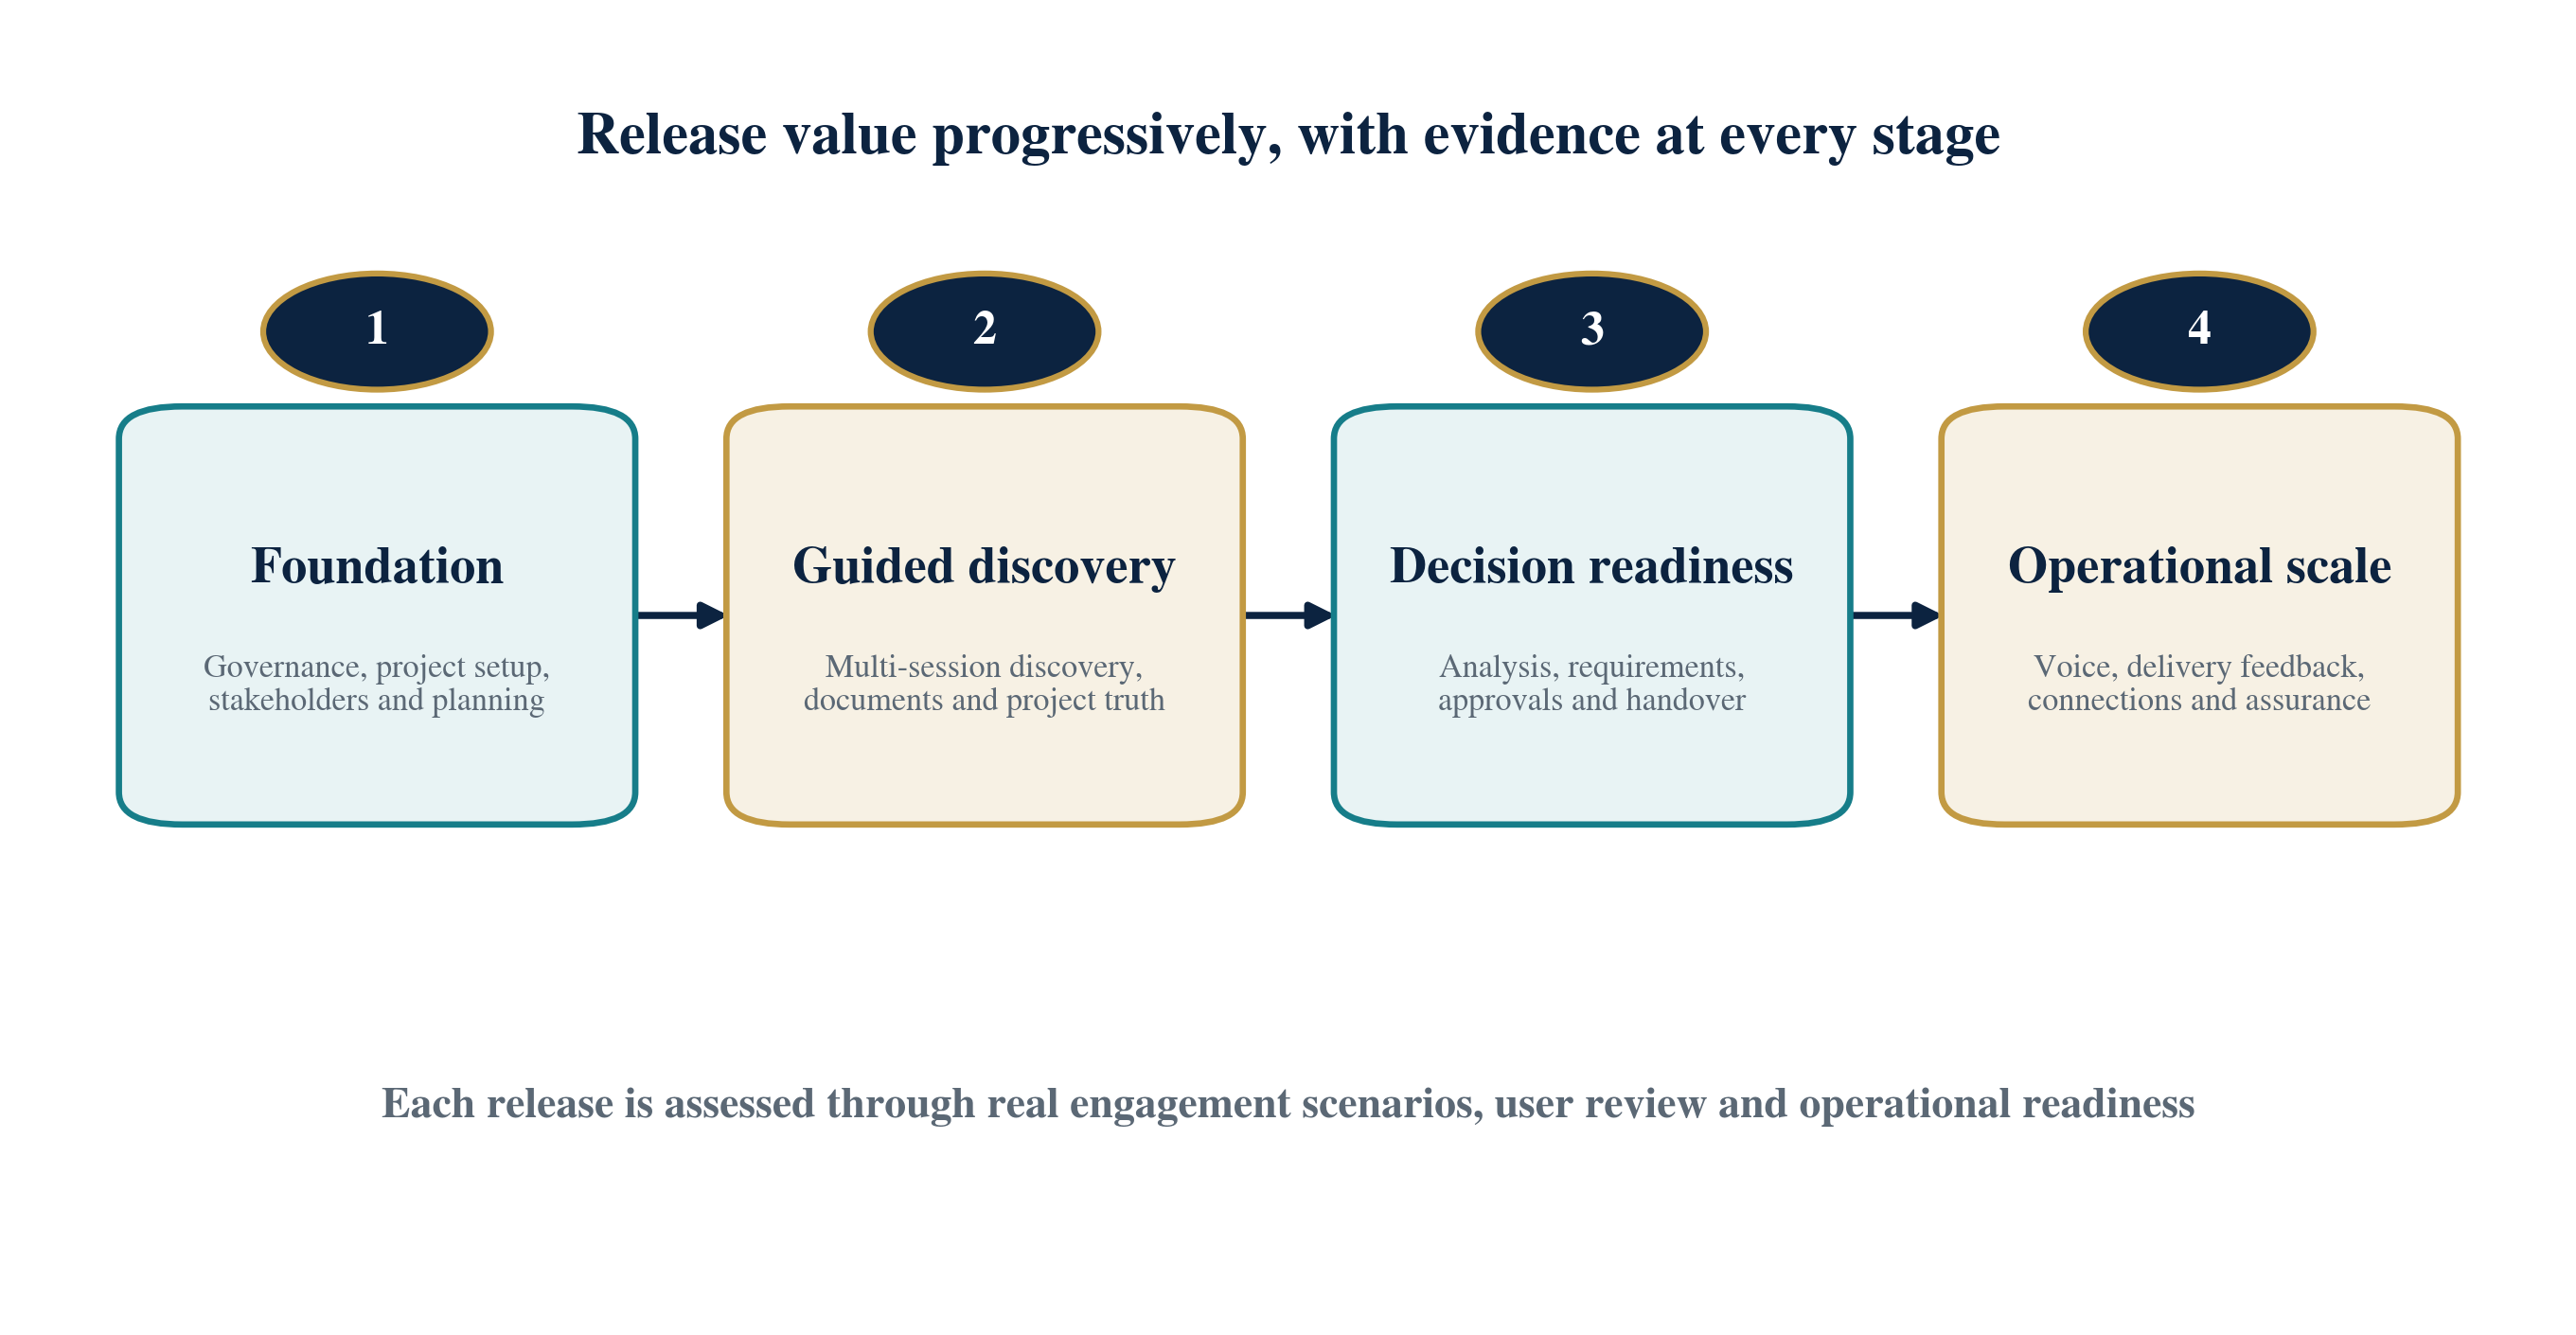 Release value progressively, with evidence at every stage
1
2
3
4
Foundation
Governance, project setup,
stakeholders and planning
Guided discovery
Multi-session discovery,
documents and project truth
Decision readiness
Analysis, requirements,
approvals and handover
Operational scale
Voice, delivery feedback,
connections and assurance
Each release is assessed through real engagement scenarios, user review and operational readiness